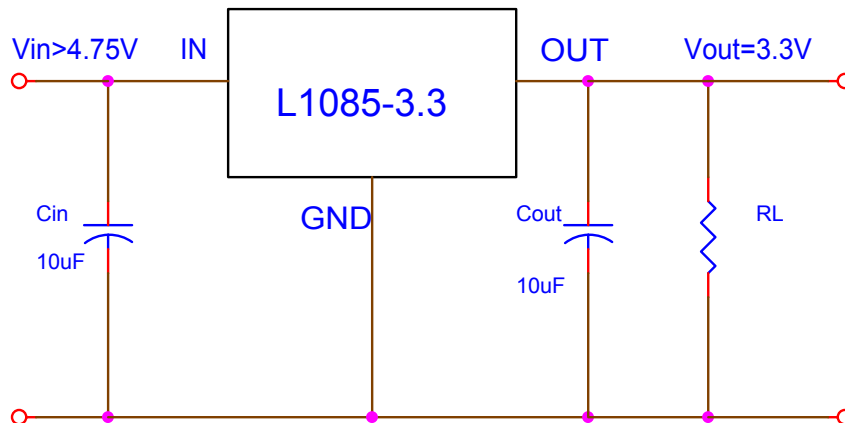 Vin>4.75V
IN
OUT
Vout=3.3V
L1085-3.3
GND
Cin
10uF
Cout
10uF
RL